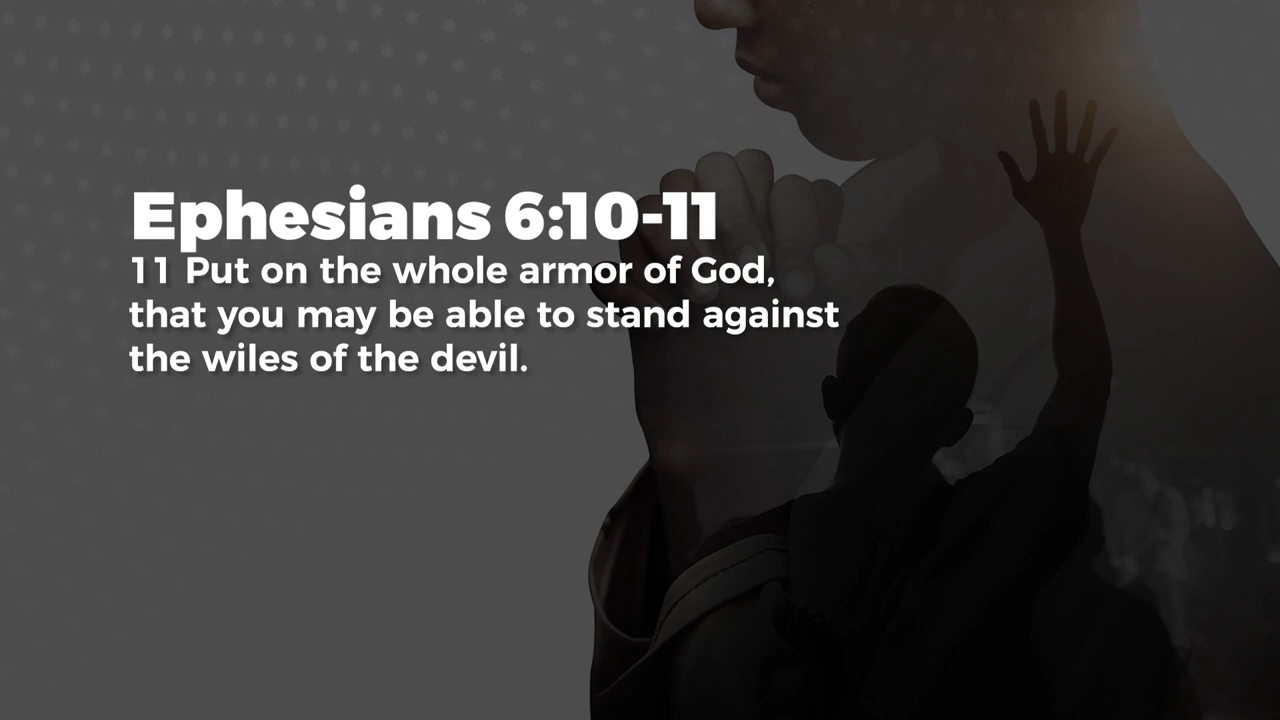 Ephesians 6:10-11
11 Put on the whole armor of God,
that you may be able to stand against
the wiles of the devil.